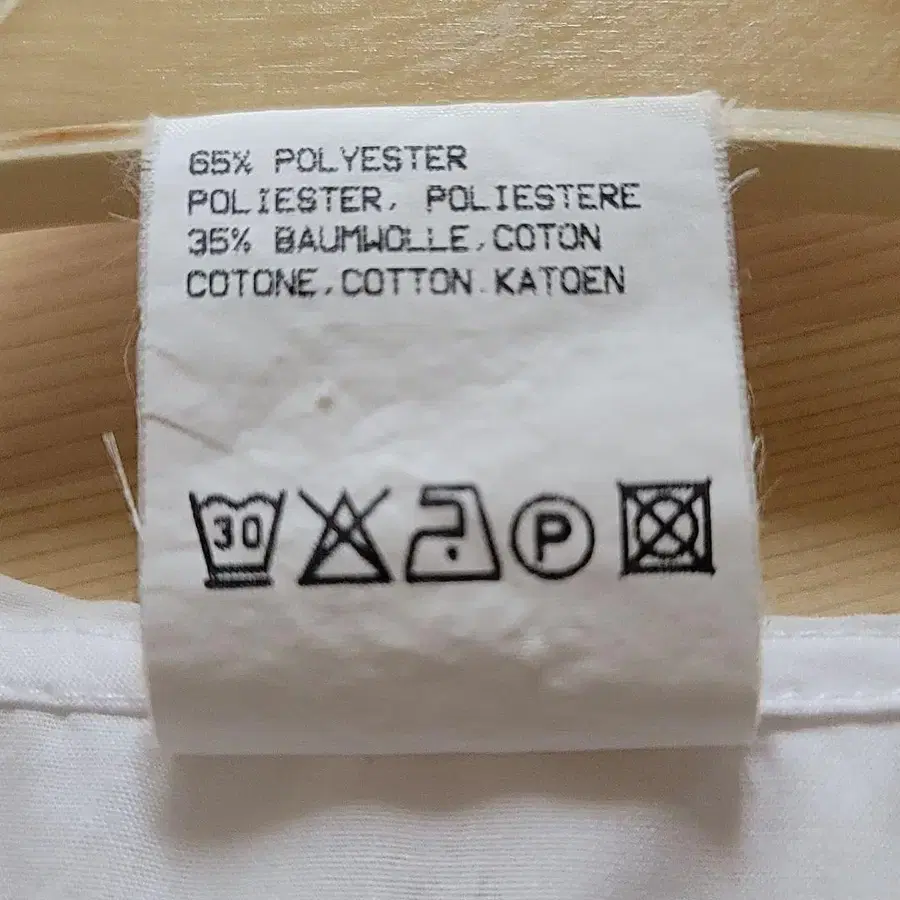 65% POLYESTER
POLIESTER, POLIESTERE
35% BAUMWOLLE,COTON
COTONE,COTTON.KATOEN
30 P